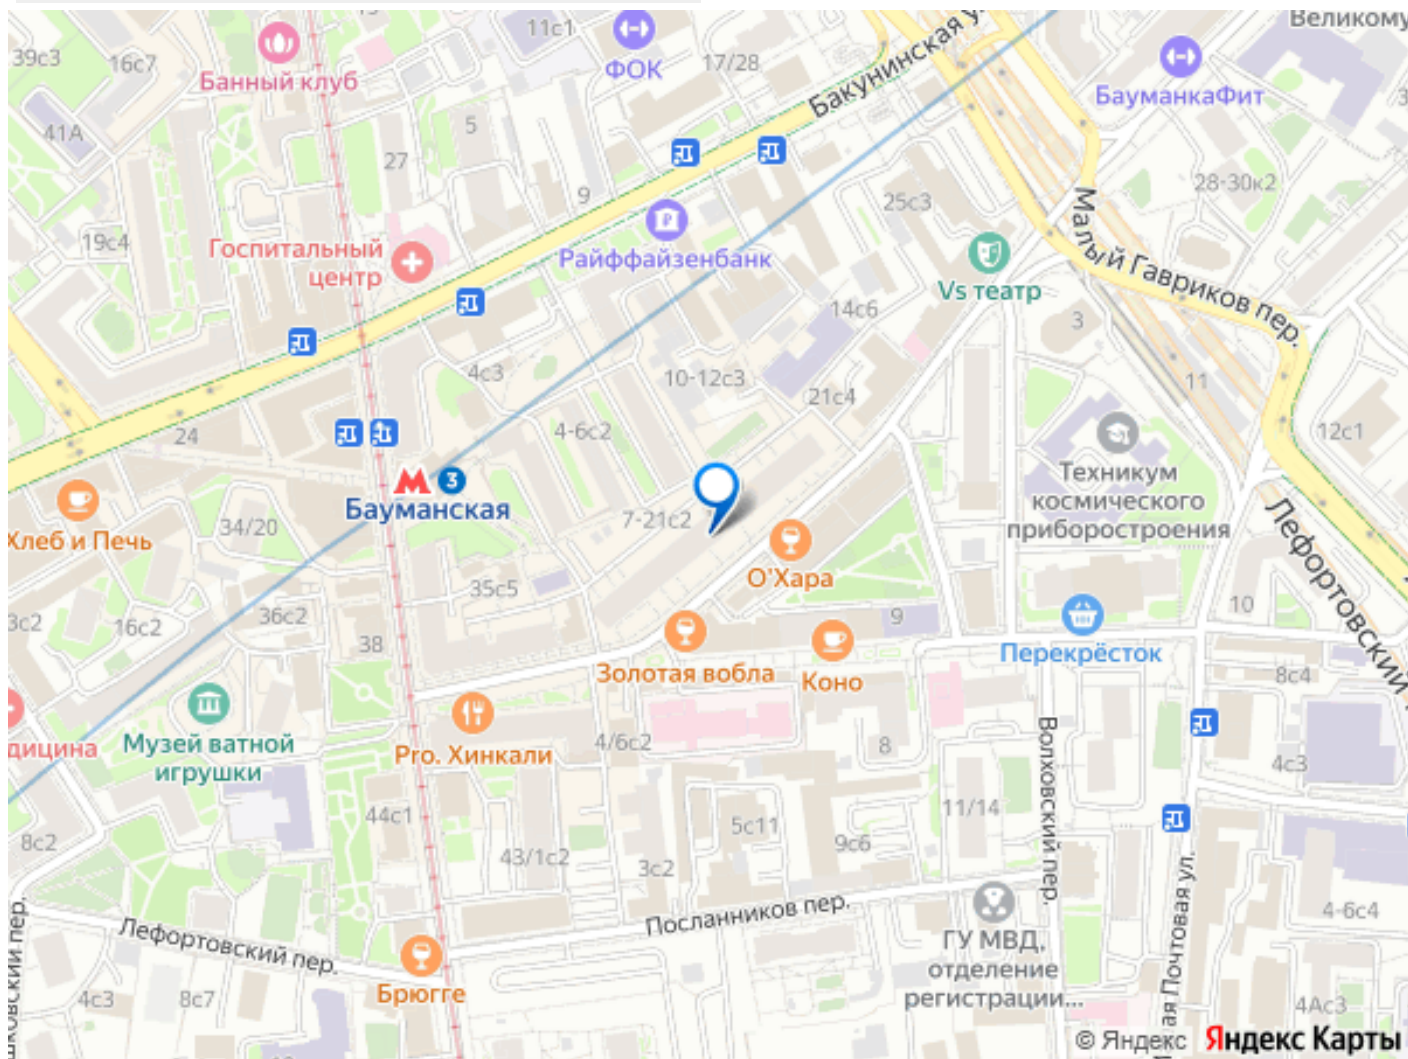 Великому
11с1
39с3
16с7
Банный клуб
ФОК
17/28
Бакунинская у
БауманкаФит
41А
5
27
9
28-30к2
25с3
Малый Гавриков пер.
19с4
Госпитальный
центр
Райффайзенбанк
Vs театр
14с6
3
4с3
10-12с3
21с4
11
24
4-6с2
12с1
3
Бауманская
Техникум
космического
приборостроения
Хлеб и Печь
34/20
7-21с2
О'Хара
Лефортовский
35с5
36с2
3с2
16с2
38
9
10
Перекрёсток
Золотая вобла
Коно
8с4
дицина
Музей ватной
игрушки
Pro. Хинкали
4/6с2
8
Волховский пер.
4с3
44с1
5с11
11/14
8с2
43/1с2
3с2
9с6
Посланников пер.
Лефортовский пер.
ая Почтовая ул.
4-6с4
ГУ МВД,
отделение
регистрации...
шковский пер.
Брюгге
4с3
8с7
4Ас3
© Яндекс Яндекс Карты